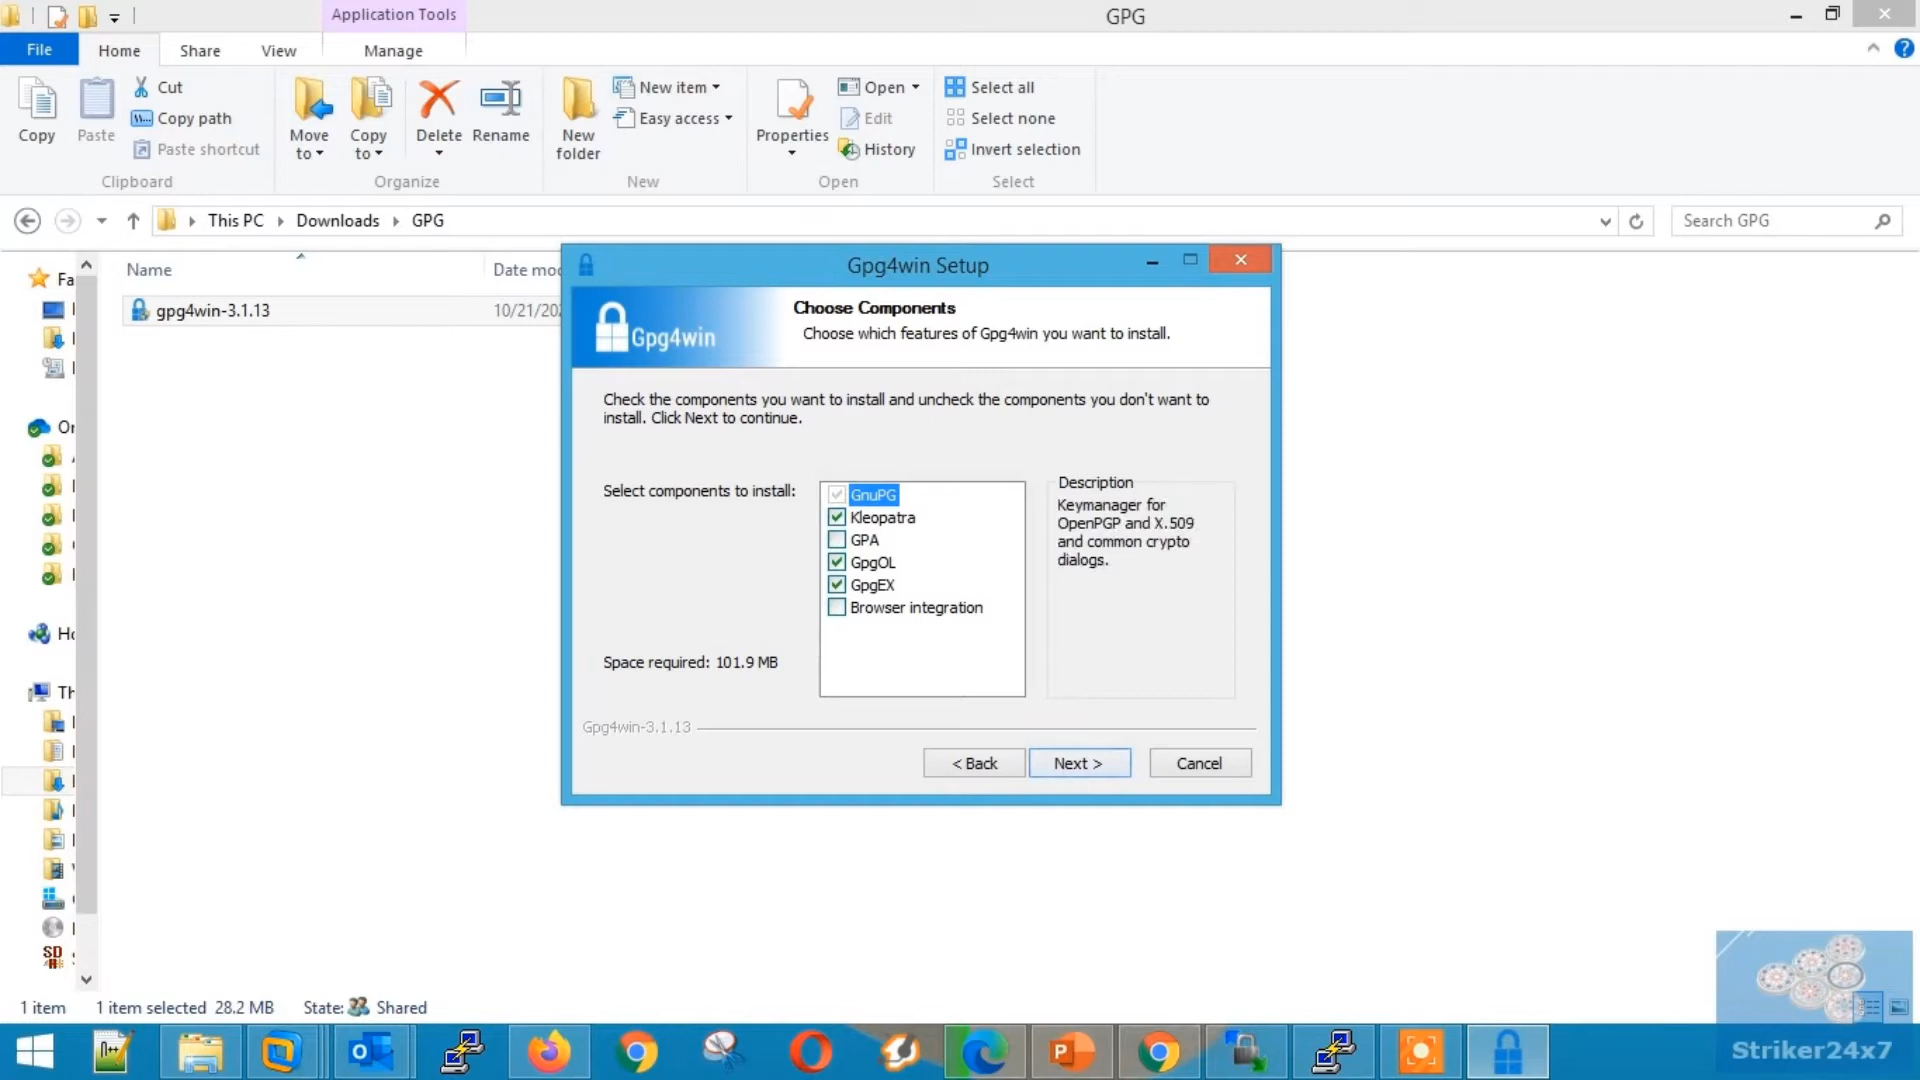 Application Tools
GPG
File
Home
Share
View
Manage
Copy
Paste
Cut
Copy path
Paste shortcut
Clipboard
Move to
Copy to
Delete
Rename
Organize
New folder
New item
Easy access
New
Properties
Open
Edit
History
Open
Select all
Select none
Invert selection
Select
This PC
Downloads
GPG
Search GPG
Name
Date mod
Fa
gpg4win-3.1.13
10/21/20
Or
Ho
Th
Gpg4win Setup
Gpg4win
Choose Components
Choose which features of Gpg4win you want to install.
Check the components you want to install and uncheck the components you don't want to
install. Click Next to continue.
Select components to install:
GnuPG
Kleopatra
GPA
GpgOL
GpgEX
Browser integration
Description
Keymanager for
OpenPGP and X.509
and common crypto
dialogs.
Space required: 101.9 MB
Gpg4win-3.1.13
< Back
Next >
Cancel
1 item
1 item selected 28.2 MB
State:
Shared
Striker24x7